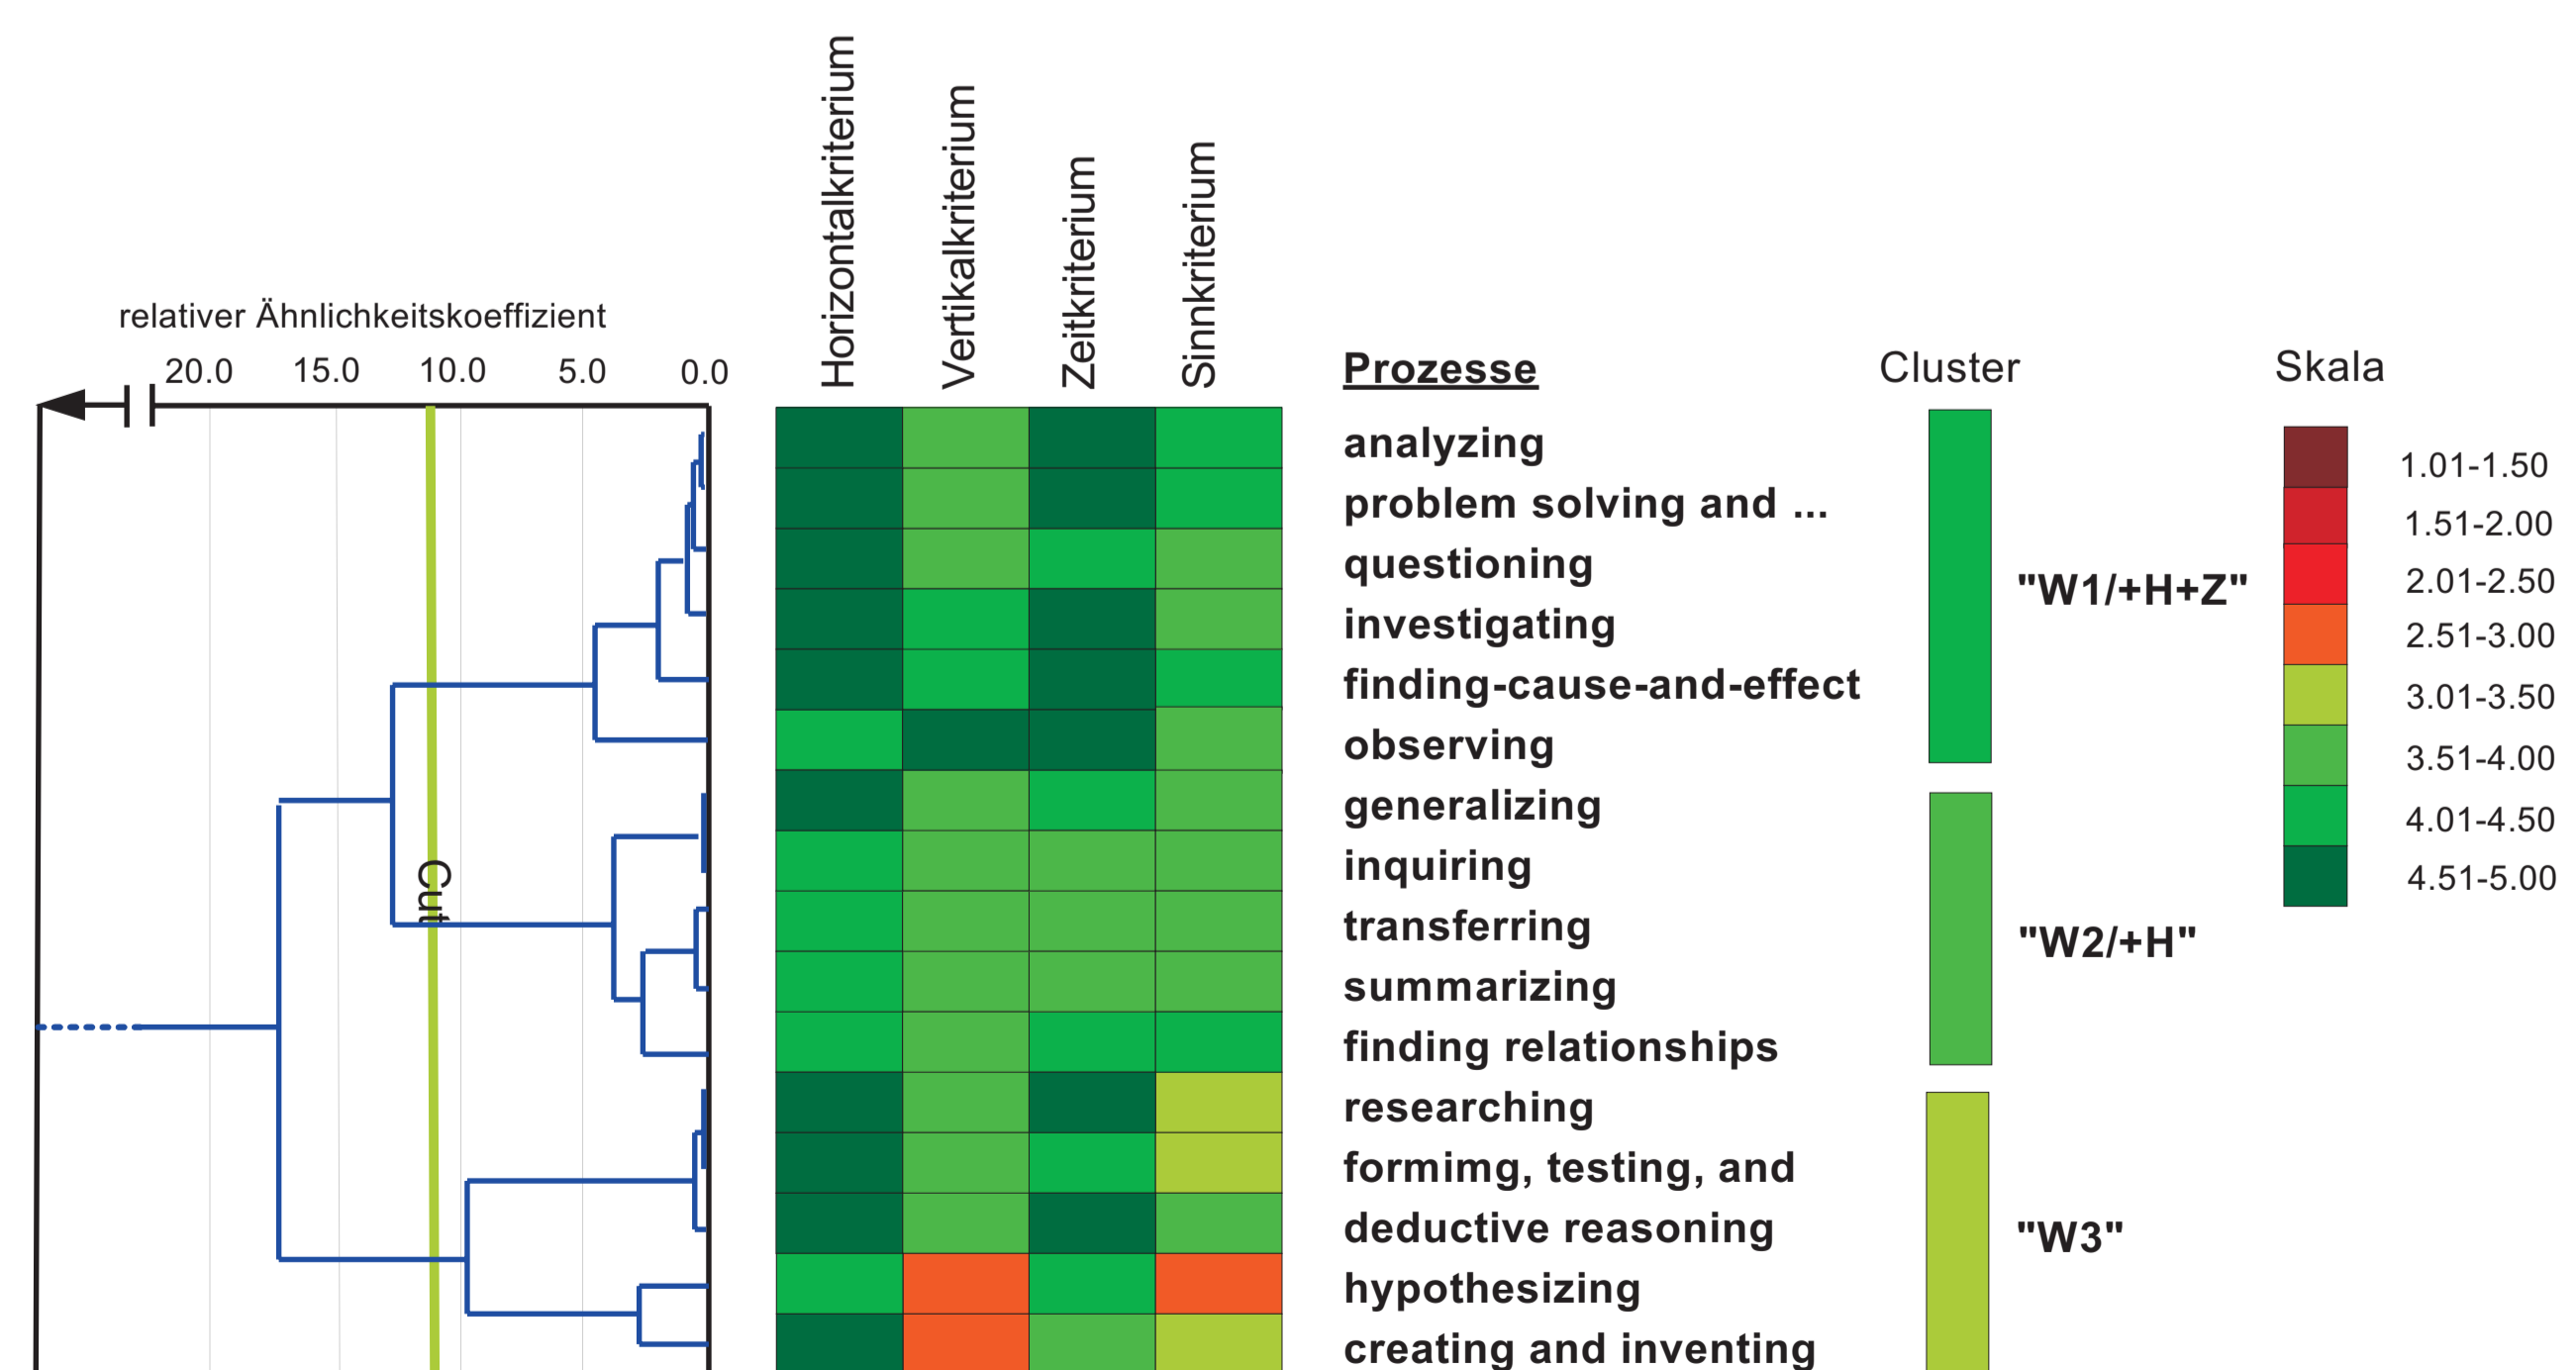 Horizontalkriterium
Vertikalkriterium
Zeitkriterium
Sinnkriterium
relativer Ähnlichkeitskoeffizient
20.0 15.0 10.0 5.0 0.0
Prozesse
Cluster
Skala
analyzing
problem solving and ...
questioning
investigating
finding-cause-and-effect
observing
generalizing
inquiring
transferring
summarizing
finding relationships
researching
formimg, testing, and
deductive reasoning
hypothesizing
creating and inventing
Cut
"W1/+H+Z"
"W2/+H"
"W3"
1.01-1.50
1.51-2.00
2.01-2.50
2.51-3.00
3.01-3.50
3.51-4.00
4.01-4.50
4.51-5.00